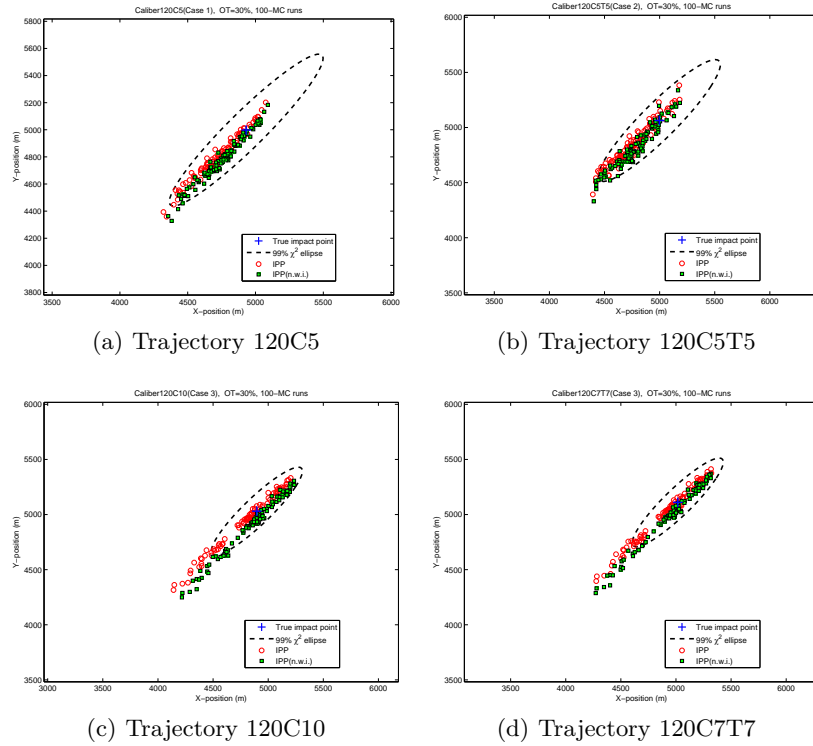 Caliber120C5(Case 1), OT=30%, 100−MC runs
5800
5600
5400
5200
5000
4800
4600
4400
4200
4000
3800
Y−position (m)
3500 4000 4500 5000 5500 6000
X−position (m)
True impact point
99% χ² ellipse
IPP
IPP(n.w.i.)
(a) Trajectory 120C5
Caliber120C5T5(Case 2), OT=30%, 100−MC runs
6000
5500
5000
4500
4000
3500
Y−position (m)
3500 4000 4500 5000 5500 6000
X−position (m)
True impact point
99% χ² ellipse
IPP
IPP(n.w.i.)
(b) Trajectory 120C5T5
Caliber120C10(Case 3), OT=30%, 100−MC runs
6000
5500
5000
4500
4000
3500
Y−position (m)
3000 3500 4000 4500 5000 5500 6000
X−position (m)
True impact point
99% χ² ellipse
IPP
IPP(n.w.i.)
(c) Trajectory 120C10
Caliber120C7T7(Case 3), OT=30%, 100−MC runs
6000
5500
5000
4500
4000
3500
Y−position (m)
3500 4000 4500 5000 5500 6000
X−position (m)
True impact point
99% χ² ellipse
IPP
IPP(n.w.i.)
(d) Trajectory 120C7T7